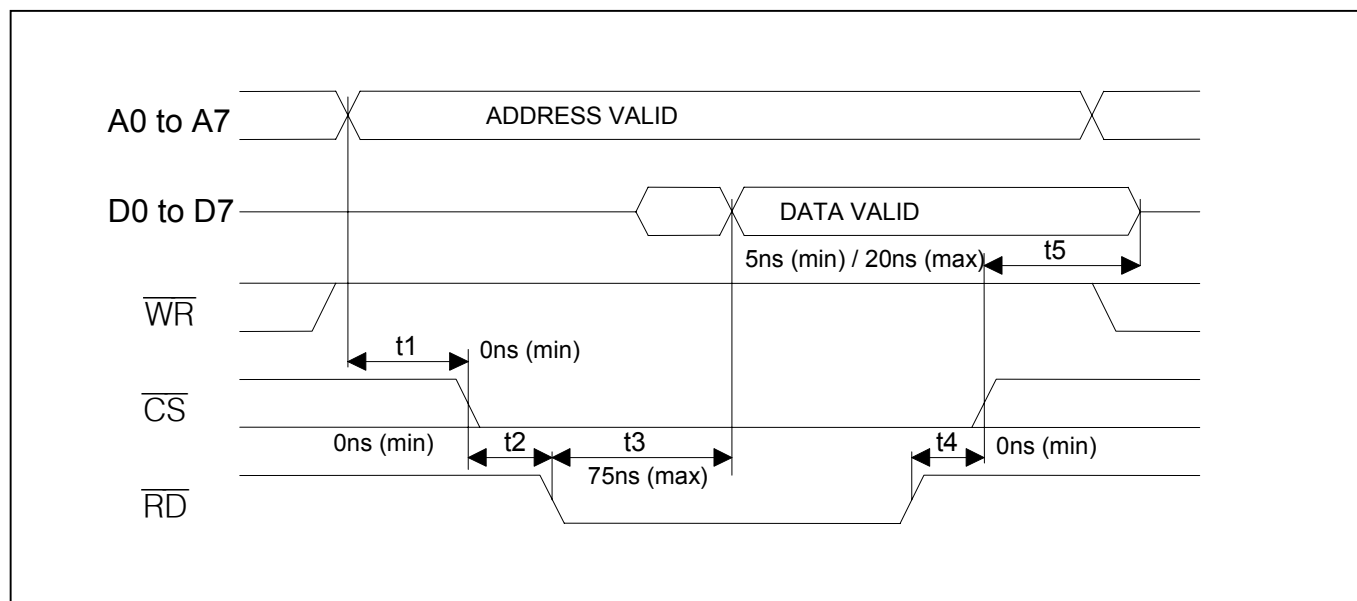 A0 to A7
ADDRESS VALID
D0 to D7
DATA VALID
5ns (min) / 20ns (max)
t5
WR
t1
0ns (min)
CS
0ns (min)
t2
t3
t4
0ns (min)
75ns (max)
RD